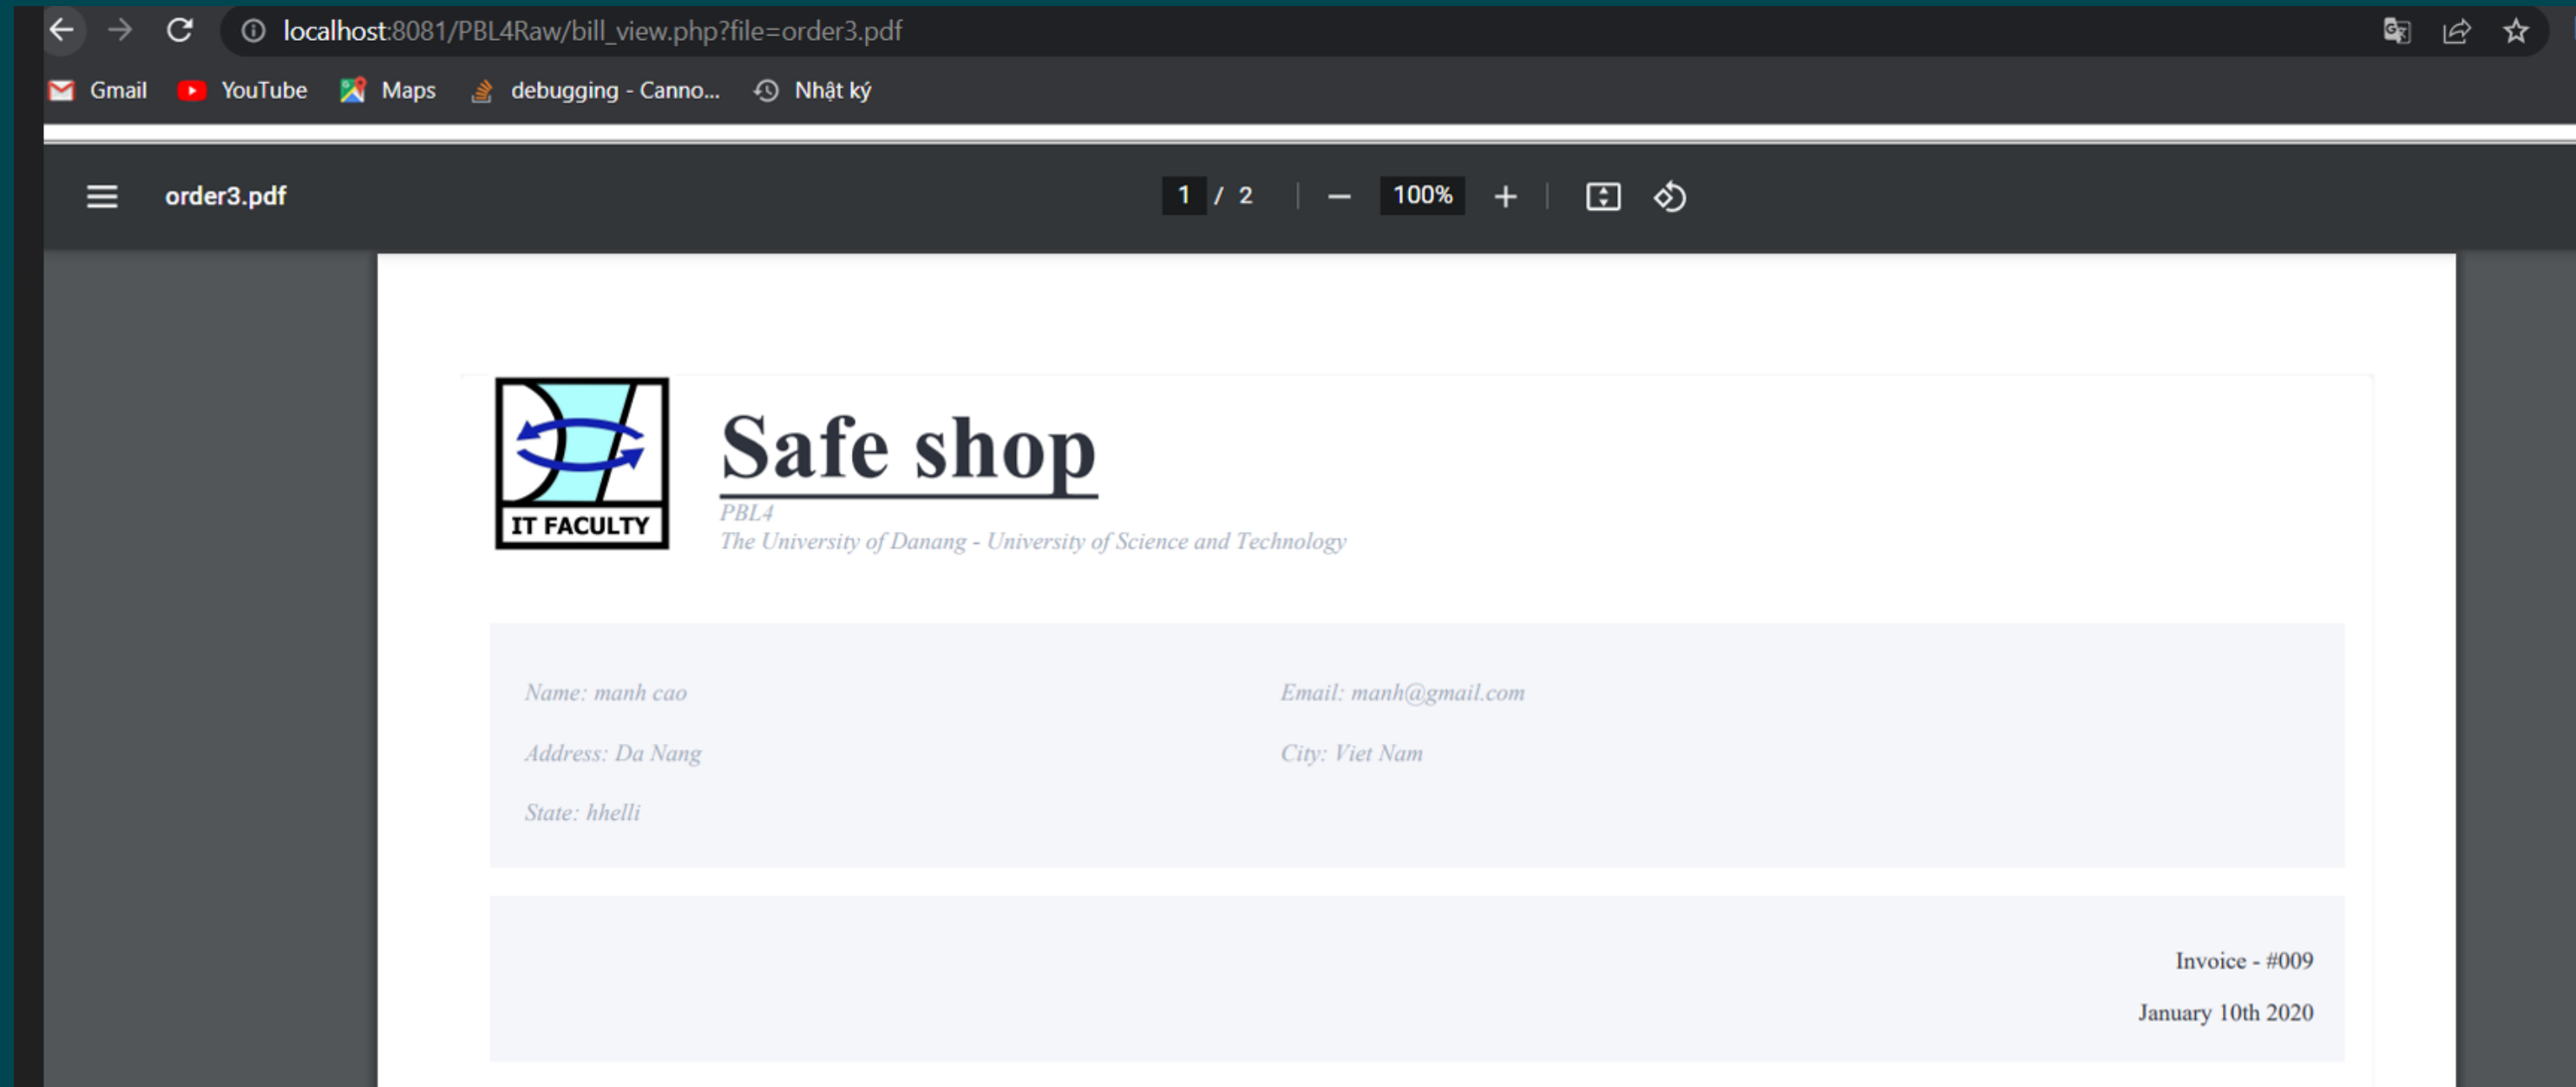 localhost:8081/PBL4Raw/bill_view.php?file=order3.pdf
Gmail YouTube Maps debugging - Canno... Nhật ký
order3.pdf 1 / 2 100%
IT FACULTY
Safe shop
PBL4
The University of Danang - University of Science and Technology
Name: manh cao Email: manh@gmail.com
Address: Da Nang City: Viet Nam
State: hhelli
Invoice - #009
January 10th 2020